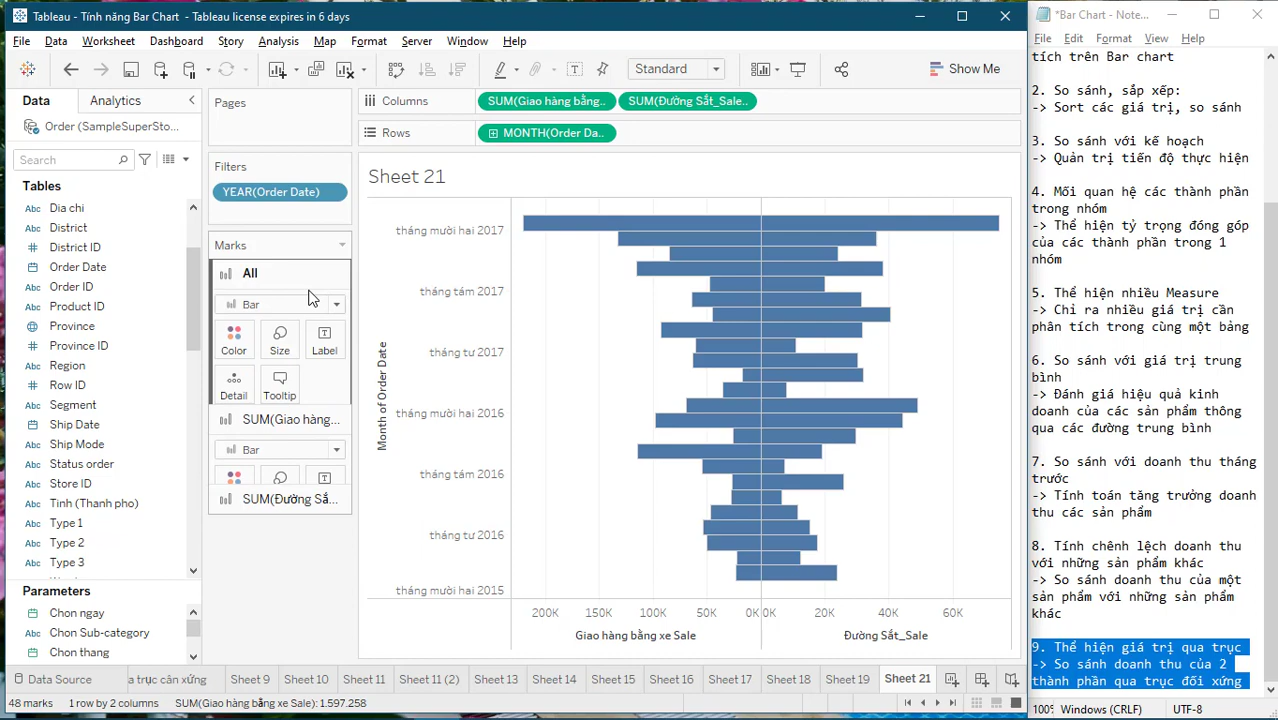 Tableau - Tính năng Bar Chart - Tableau license expires in 6 days
File Data Worksheet Dashboard Story Analysis Map Format Server Window Help
Standard
Show Me
Data Analytics
Order (SampleSuperSto...
Search
Tables
Abc Dia chi
Abc District
# District ID
Order Date
Abc Order ID
Abc Product ID
Province
Abc Province ID
Abc Region
# Row ID
Abc Segment
Ship Date
Abc Ship Mode
Abc Status order
Abc Store ID
Abc Tinh (Thanh pho)
Abc Type 1
Abc Type 2
Abc Type 3
Parameters
Chon ngay
Abc Chon Sub-category
Chon thang
Pages
Filters
YEAR(Order Date)
Marks
All
Bar
Color Size Label
Detail Tooltip
SUM(Giao hàng...
Bar
SUM(Đường Sắ...
Columns
SUM(Giao hàng bằng..
SUM(Đường Sắt_Sale..
Rows
MONTH(Order Da..
Sheet 21
Month of Order Date
tháng mười hai 2017
tháng tám 2017
tháng tư 2017
tháng mười hai 2016
tháng tám 2016
tháng tư 2016
tháng mười hai 2015
200K 150K 100K 50K 0K 0K 20K 40K 60K
Giao hàng bằng xe Sale
Đường Sắt_Sale
Data Source
a trục cân xứng
Sheet 9
Sheet 10
Sheet 11
Sheet 11 (2)
Sheet 13
Sheet 14
Sheet 15
Sheet 16
Sheet 17
Sheet 18
Sheet 19
Sheet 21
48 marks 1 row by 2 columns SUM(Giao hàng bằng xe Sale): 1.597.258
*Bar Chart - Note...
File Edit Format View Help
tích trên Bar chart
2. So sánh, sắp xếp:
-> Sort các giá trị, so sánh
3. So sánh với kế hoạch
-> Quản trị tiến độ thực hiện
4. Mối quan hệ các thành phần
trong nhóm
-> Thể hiện tỷ trọng đóng góp
của các thành phần trong 1
nhóm
5. Thể hiện nhiều Measure
-> Chỉ ra nhiều giá trị cần
phân tích trong cùng một bảng
6. So sánh với giá trị trung
bình
-> Đánh giá hiệu quả kinh
doanh của các sản phẩm thông
qua các đường trung bình
7. So sánh với doanh thu tháng
trước
-> Tính toán tăng trưởng doanh
thu các sản phẩm
8. Tính chênh lệch doanh thu
với những sản phẩm khác
-> So sánh doanh thu của một
sản phẩm với những sản phẩm
khác
9. Thể hiện giá trị qua trục
-> So sánh doanh thu của 2
thành phần qua trục đối xứng
100% Windows (CRLF) UTF-8